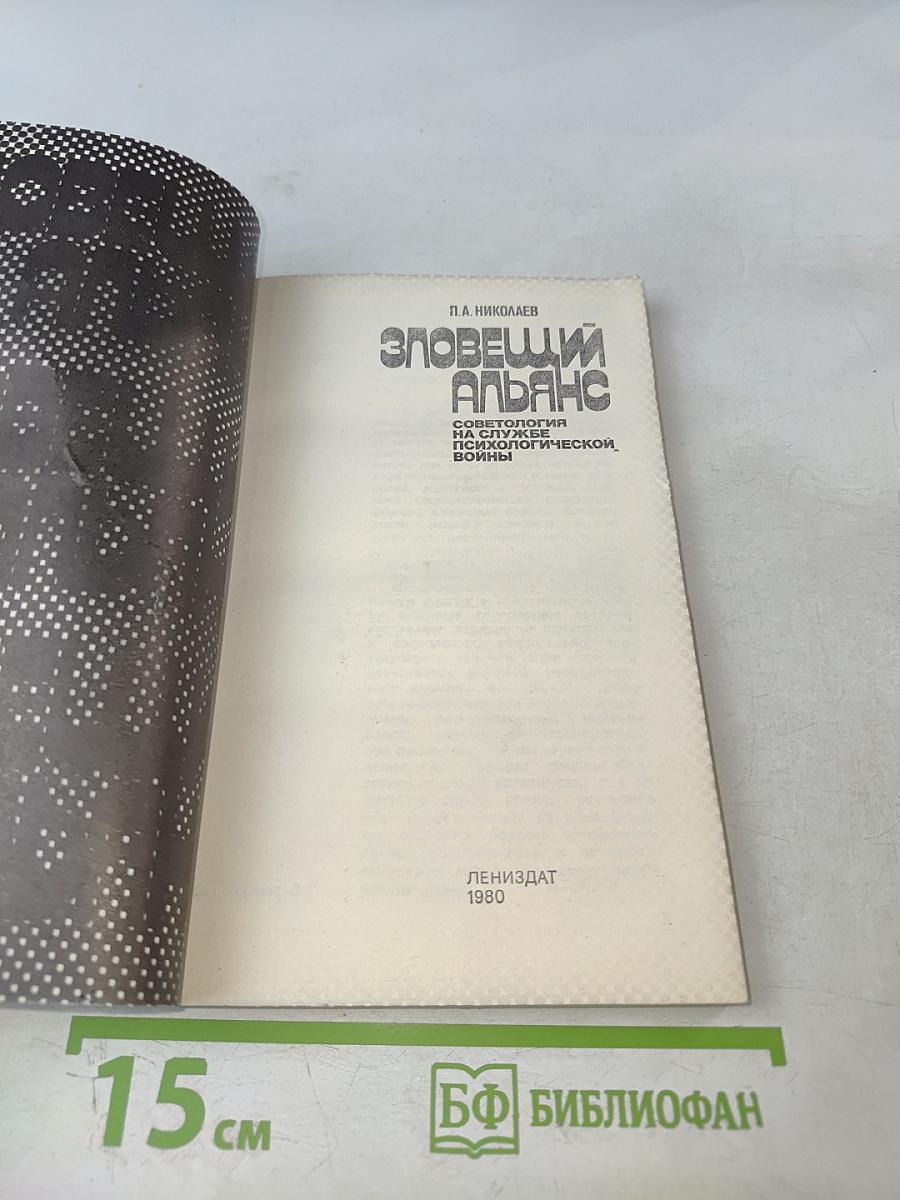 П.А. НИКОЛАЕВ
ЗЛОВЕЩИЙ
АЛЬЯНС
СОВЕТОЛОГИЯ
НА СЛУЖБЕ
ПСИХОЛОГИЧЕСКОЙ
ВОЙНЫ
ЛЕНИЗДАТ
1980
15 СМ
БФ БИБЛИОФАН